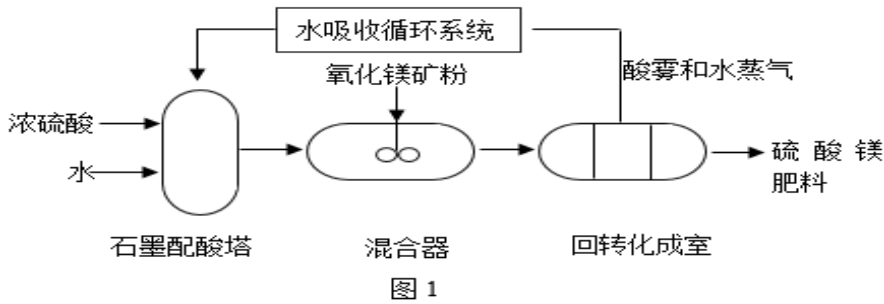 水吸收循环系统
氧化镁矿粉
酸雾和水蒸气
浓硫酸
水
硫酸镁
肥料
石墨配酸塔
混合器
回转化成室
图1